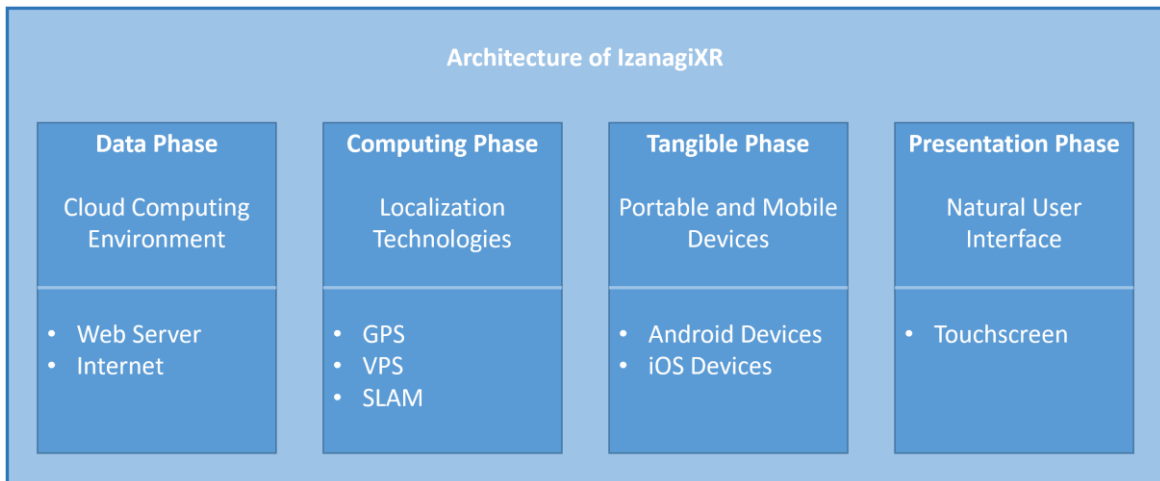 Architecture of IzanagiXR
Data Phase
Cloud Computing
Environment
• Web Server
• Internet
Computing Phase
Localization
Technologies
• GPS
• VPS
• SLAM
Tangible Phase
Portable and Mobile
Devices
• Android Devices
• iOS Devices
Presentation Phase
Natural User
Interface
• Touchscreen